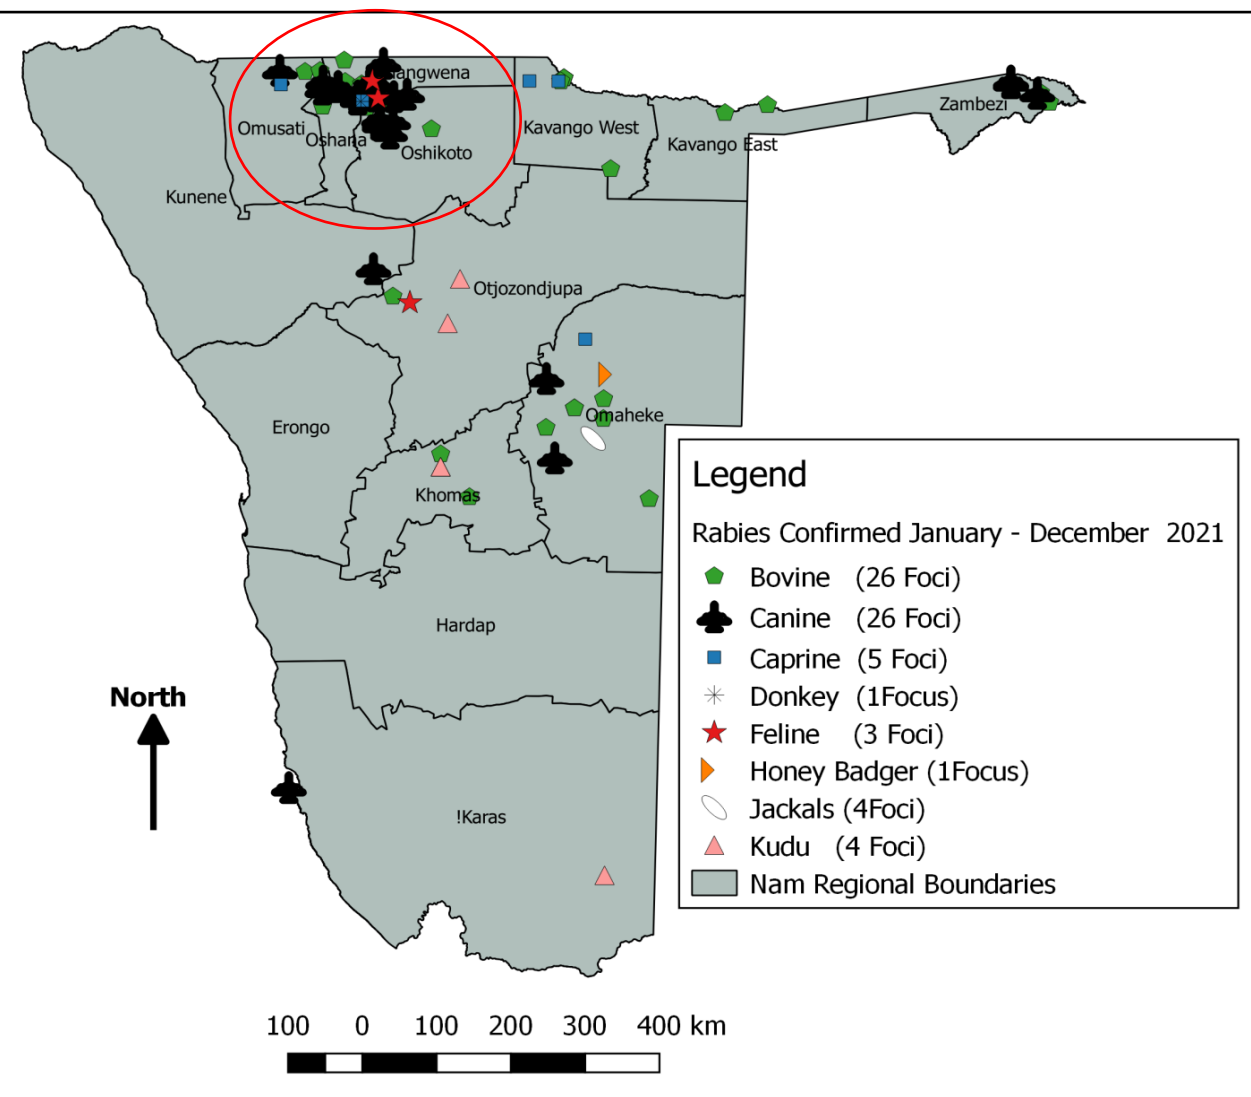 angwena
Omusati
Oshana
Oshikoto
Kavango West
Kavango East
Zambezi
Kunene
Otjozondjupa
Omaheke
Erongo
Khomas
Hardap
!Karas
North
Legend
Rabies Confirmed January - December 2021
Bovine (26 Foci)
Canine (26 Foci)
Caprine (5 Foci)
Donkey (1Focus)
Feline (3 Foci)
Honey Badger (1Focus)
Jackals (4Foci)
Kudu (4 Foci)
Nam Regional Boundaries
100 0 100 200 300 400 km